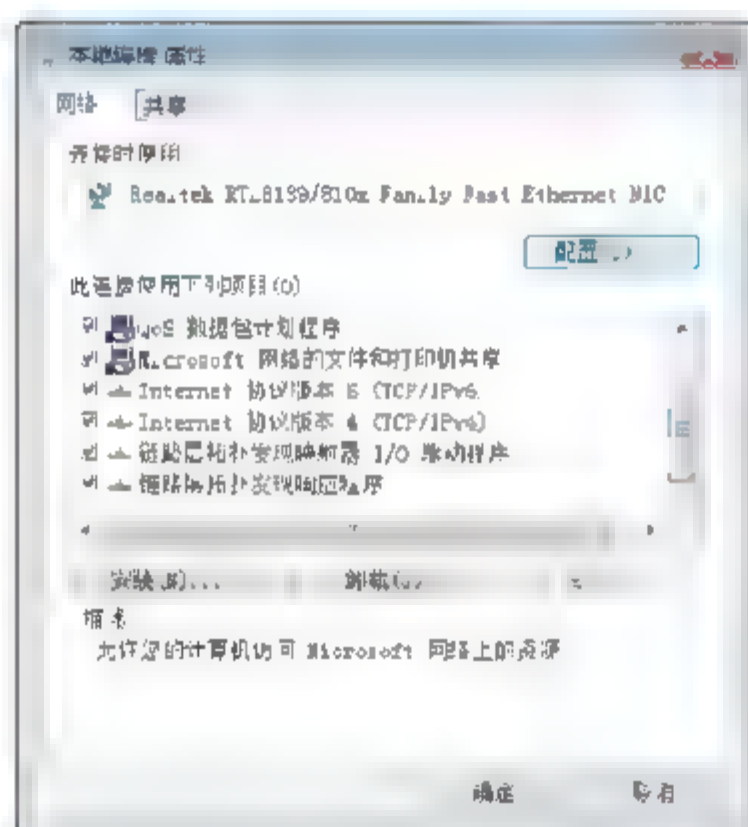 本地连接 属性
网络 共享
连接时使用
Realtek RTL8139/810x Family Fast Ethernet NIC
配置
此连接使用下列项目(O)
QoS 数据包计划程序
Microsoft 网络的文件和打印机共享
Internet 协议版本 6 (TCP/IPv6
Internet 协议版本 4 (TCP/IPv4)
链路层拓扑发现映射器 I/O 驱动程序
链路层拓扑发现响应程序
安装(N)...
卸载(U)
描述
允许您的计算机访问 Microsoft 网络上的资源
确定 取消